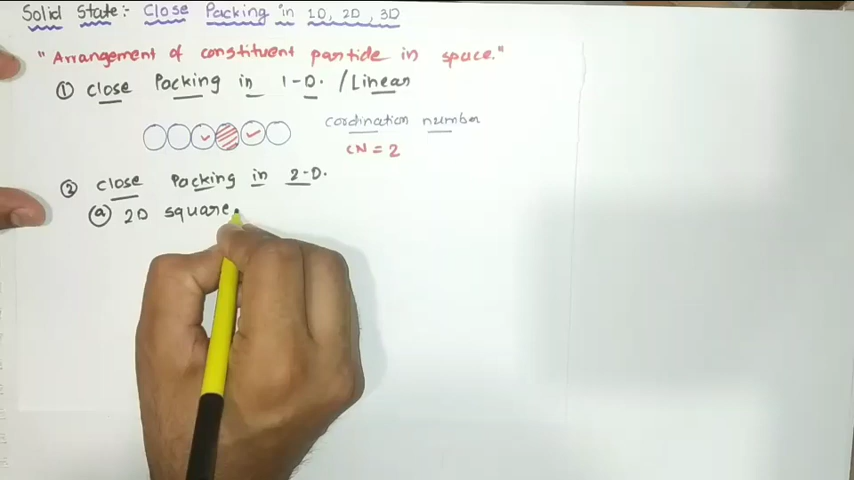 Solid State:- Close Packing in 1D, 2D, 3D
"Arrangement of constituent particle in space."
① Close Packing in 1-D. / Linear
cordination number
CN = 2
② Close Packing in 2-D.
ⓐ 2D square